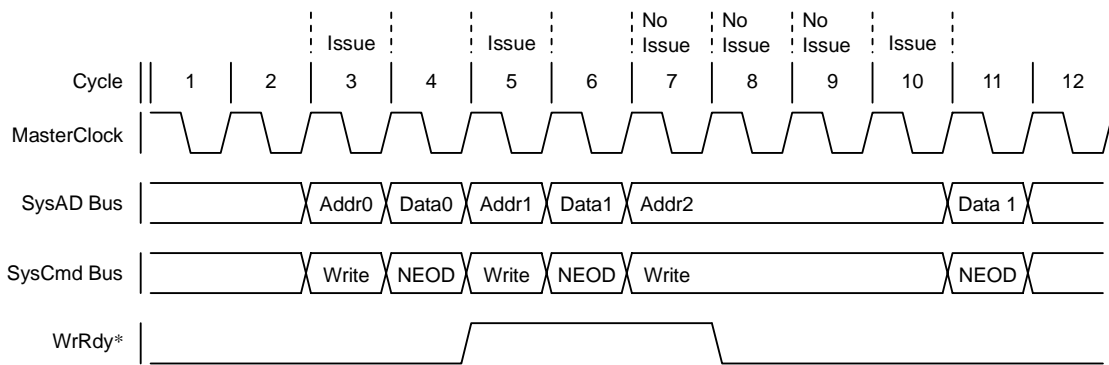 No No No
Issue Issue Issue Issue Issue Issue
Cycle 1 2 3 4 5 6 7 8 9 10 11 12
MasterClock
SysAD Bus Addr0 Data0 Addr1 Data1 Addr2 Data 1
SysCmd Bus Write NEOD Write NEOD Write NEOD
WrRdy*